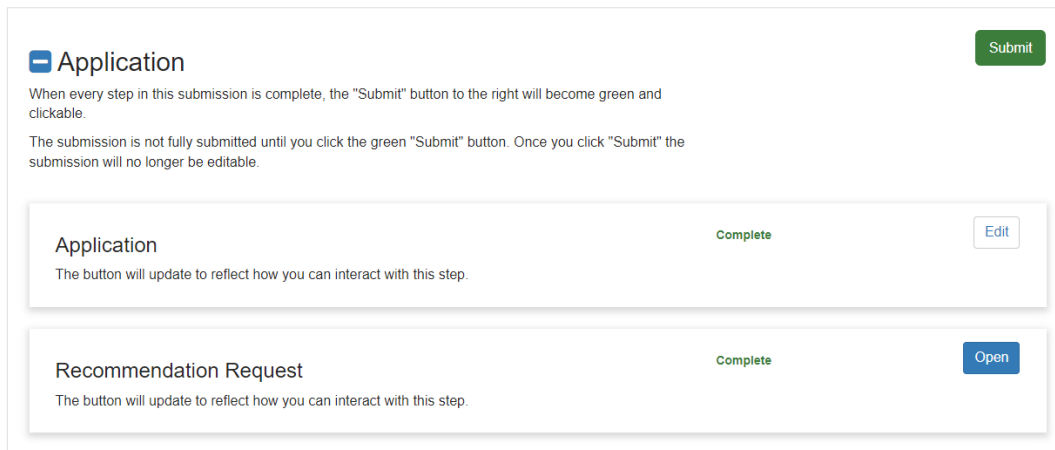 Submit
Application
When every step in this submission is complete, the "Submit" button to the right will become green and
clickable.
The submission is not fully submitted until you click the green "Submit" button. Once you click "Submit" the
submission will no longer be editable.
Application
Complete
Edit
The button will update to reflect how you can interact with this step.
Recommendation Request
Complete
Open
The button will update to reflect how you can interact with this step.